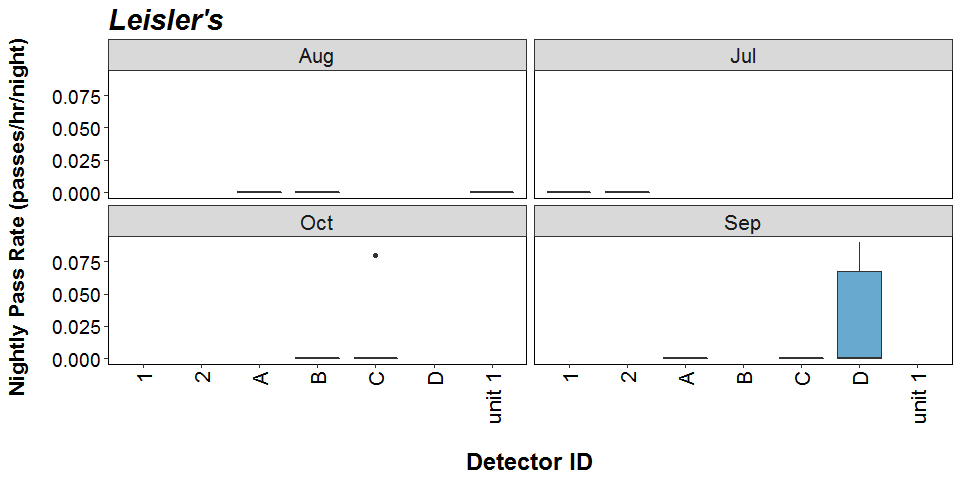 Leisler's
Nightly Pass Rate (passes/hr/night)
Aug
Jul
0.075
0.050
0.025
0.000
Oct
Sep
0.075
0.050
0.025
0.000
1 2 A B C D unit 1
1 2 A B C D unit 1
Detector ID